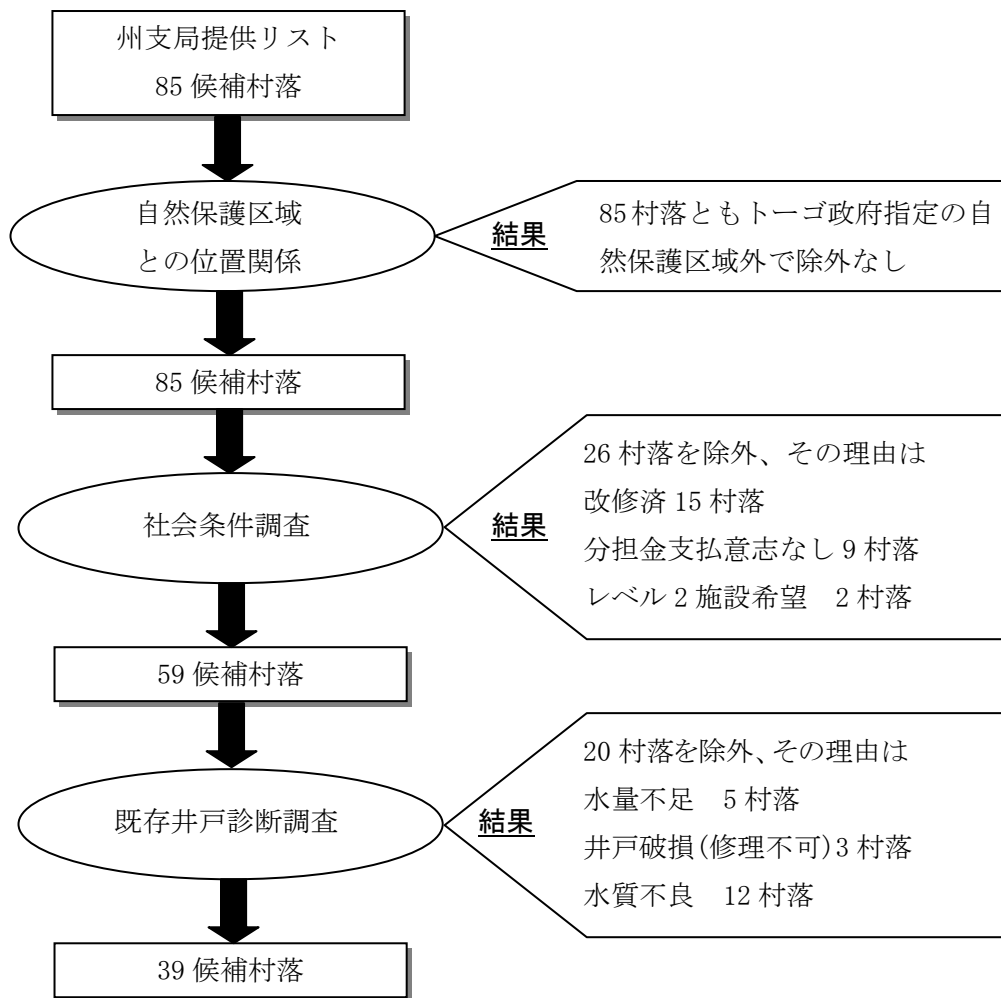 州支局提供リスト
85 候補村落
自然保護区域
との位置関係
結果
85 村落ともトーゴ政府指定の自
然保護区域外で除外なし
85 候補村落
社会条件調査
結果
26 村落を除外、その理由は
改修済 15 村落
分担金支払意志なし 9 村落
レベル 2 施設希望　2 村落
59 候補村落
既存井戸診断調査
結果
20 村落を除外、その理由は
水量不足　5 村落
井戸破損(修理不可)3 村落
水質不良　12 村落
39 候補村落